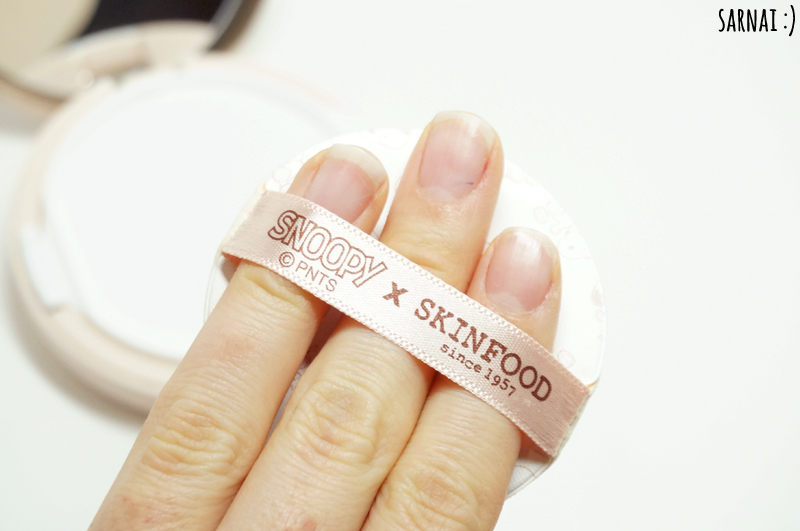 SARNAI :)
SNOOPY
© PNTS
X SKINFOOD
since 1957